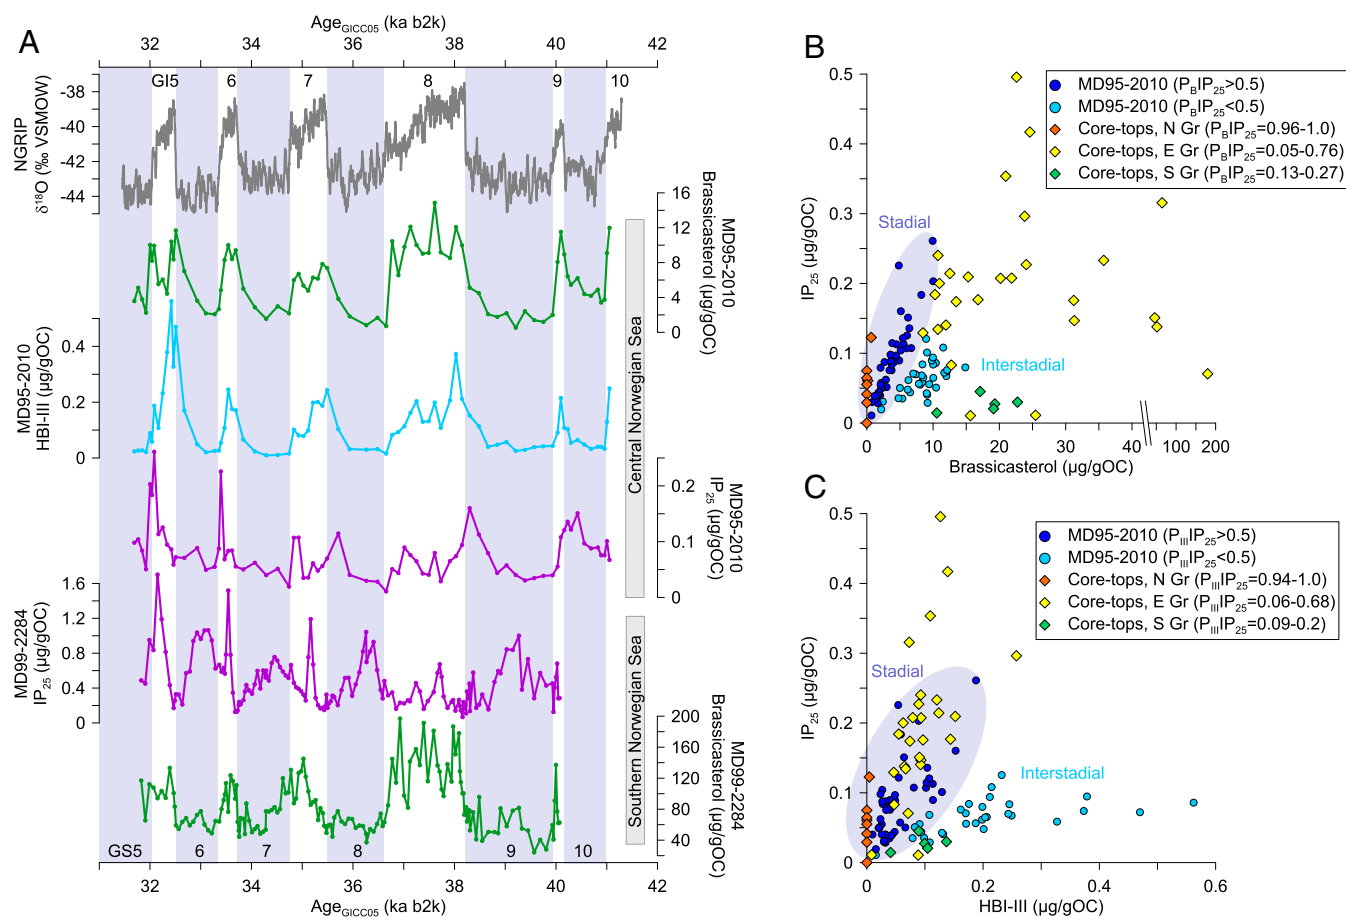 A
Age GICC05 (ka b2k)
32 34 36 38 40 42
GI5 6 7 8 9 10
NGRIP
δ18O (‰ VSMOW)
-38
-40
-42
-44
MD95-2010
Brassicasterol (µg/gOC)
16
12
8
4
0
MD95-2010
HBI-III (µg/gOC)
0.4
0.2
0
MD95-2010
IP25 (µg/gOC)
0.2
0.1
0
Central Norwegian Sea
MD99-2284
IP25 (µg/gOC)
1.6
1.2
0.8
0.4
0
MD99-2284
Brassicasterol (µg/gOC)
200
160
120
80
40
Southern Norwegian Sea
GS5 6 7 8 9 10
32 34 36 38 40 42
Age GICC05 (ka b2k)
B
MD95-2010 (PBIP25>0.5)
MD95-2010 (PBIP25<0.5)
Core-tops, N Gr (PBIP25=0.96-1.0)
Core-tops, E Gr (PBIP25=0.05-0.76)
Core-tops, S Gr (PBIP25=0.13-0.27)
Stadial
Interstadial
IP25 (µg/gOC)
0.5
0.4
0.3
0.2
0.1
0
0 10 20 30 40 100 200
Brassicasterol (µg/gOC)
C
MD95-2010 (PIIIIP25>0.5)
MD95-2010 (PIIIIP25<0.5)
Core-tops, N Gr (PIIIIP25=0.94-1.0)
Core-tops, E Gr (PIIIIP25=0.06-0.68)
Core-tops, S Gr (PIIIIP25=0.09-0.2)
Stadial
Interstadial
IP25 (µg/gOC)
0.5
0.4
0.3
0.2
0.1
0
0 0.2 0.4 0.6
HBI-III (µg/gOC)